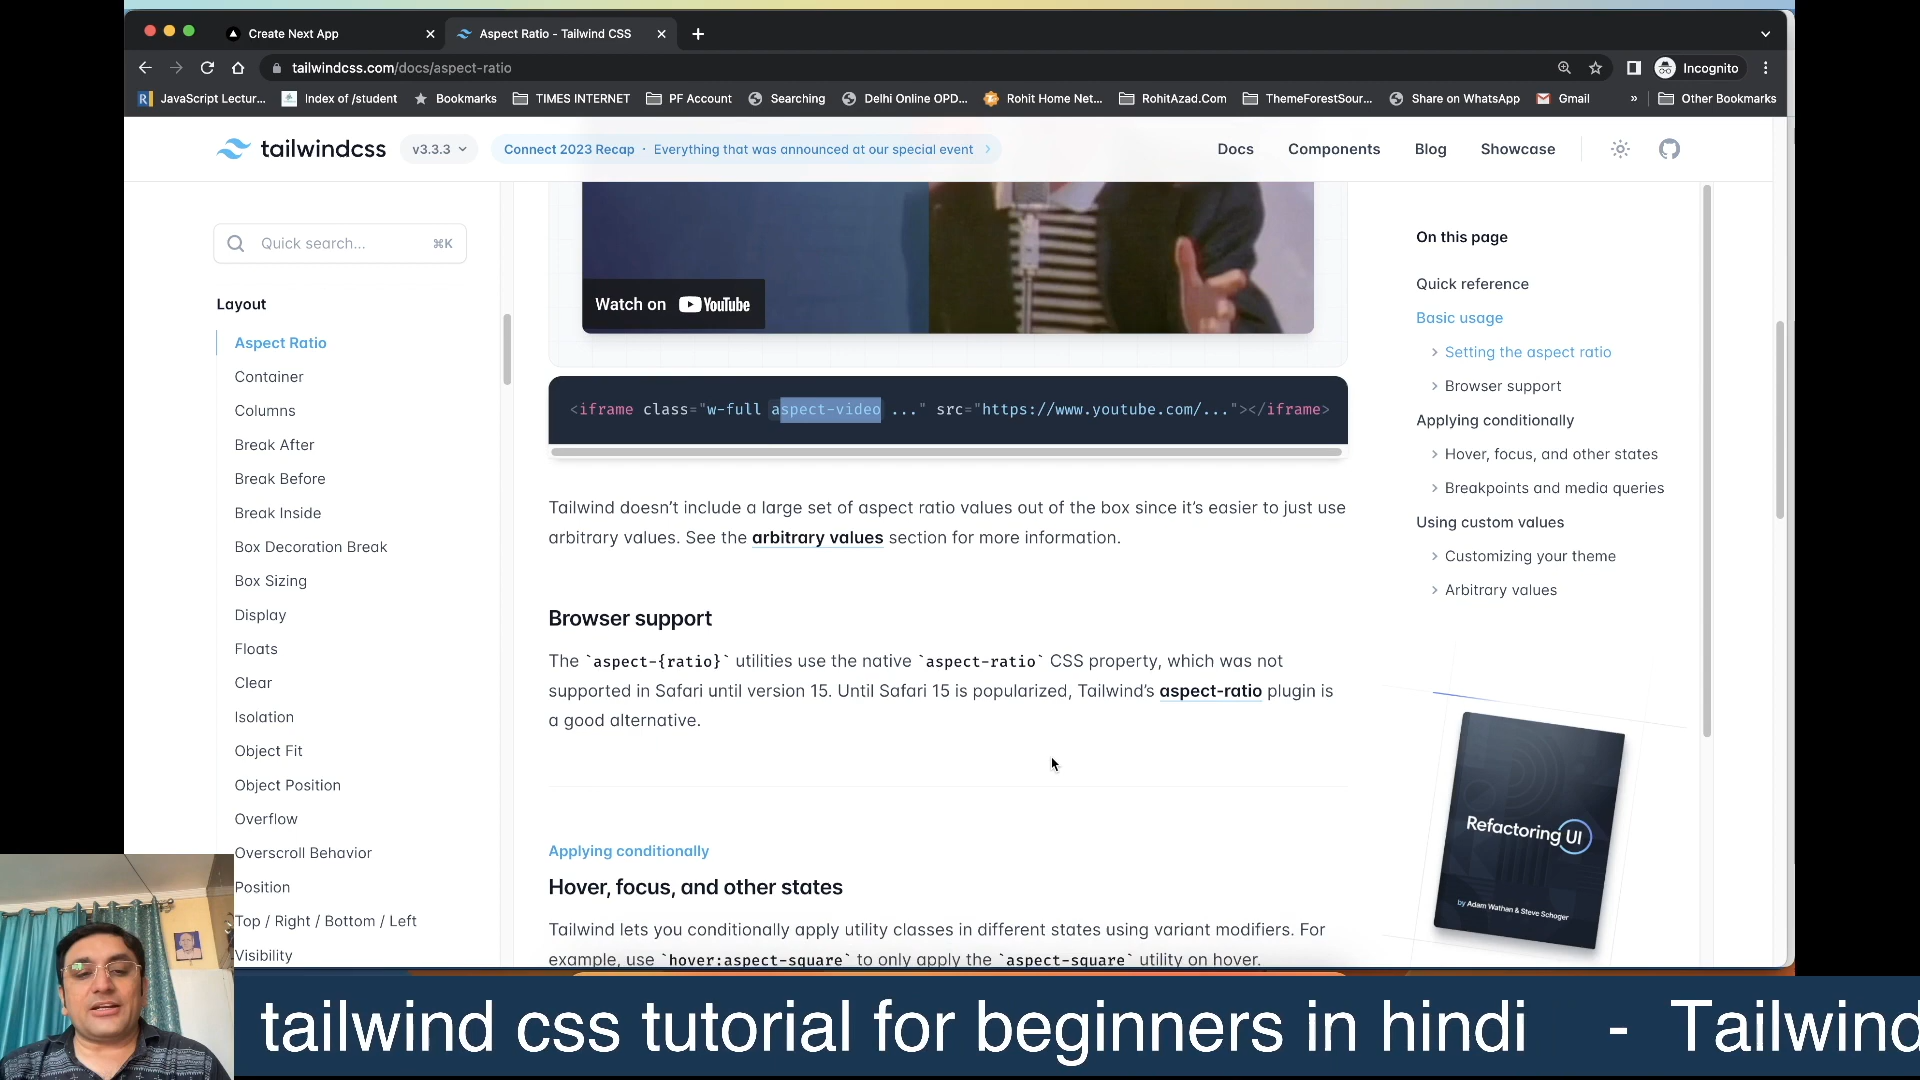 Create Next App
Aspect Ratio - Tailwind CSS
tailwindcss.com/docs/aspect-ratio
Incognito
JavaScript Lectur...
Index of /student
Bookmarks
TIMES INTERNET
PF Account
Searching
Delhi Online OPD...
Rohit Home Net...
RohitAzad.Com
ThemeForestSour...
Share on WhatsApp
Gmail
»
Other Bookmarks
tailwindcss
v3.3.3
Connect 2023 Recap · Everything that was announced at our special event
Docs
Components
Blog
Showcase
Quick search...
⌘K
Layout
Aspect Ratio
Container
Columns
Break After
Break Before
Break Inside
Box Decoration Break
Box Sizing
Display
Floats
Clear
Isolation
Object Fit
Object Position
Overflow
Overscroll Behavior
Position
Top / Right / Bottom / Left
Visibility
Watch on YouTube
<iframe class="w-full aspect-video ..." src="https://www.youtube.com/..."></iframe>
Tailwind doesn’t include a large set of aspect ratio values out of the box since it’s easier to just use
arbitrary values. See the arbitrary values section for more information.
Browser support
The `aspect-{ratio}` utilities use the native `aspect-ratio` CSS property, which was not
supported in Safari until version 15. Until Safari 15 is popularized, Tailwind’s aspect-ratio plugin is
a good alternative.
Applying conditionally
Hover, focus, and other states
Tailwind lets you conditionally apply utility classes in different states using variant modifiers. For
example, use `hover:aspect-square` to only apply the `aspect-square` utility on hover.
On this page
Quick reference
Basic usage
Setting the aspect ratio
Browser support
Applying conditionally
Hover, focus, and other states
Breakpoints and media queries
Using custom values
Customizing your theme
Arbitrary values
Refactoring UI
by Adam Wathan & Steve Schoger
tailwind css tutorial for beginners in hindi - Tailwind